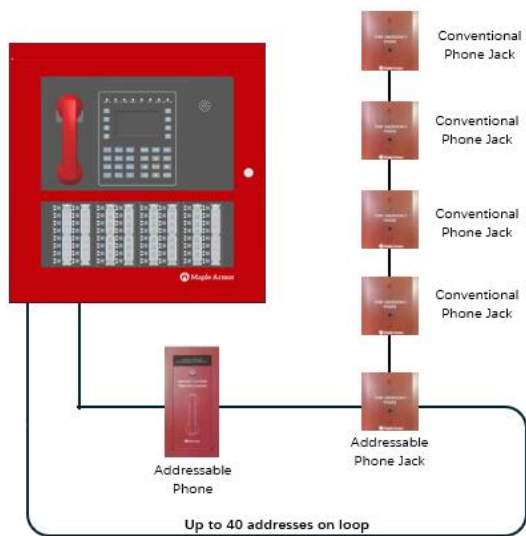 Conventional
Phone Jack
Conventional
Phone Jack
Conventional
Phone Jack
Conventional
Phone Jack
Maple Armor
Addressable
Phone
Addressable
Phone Jack
Up to 40 addresses on loop